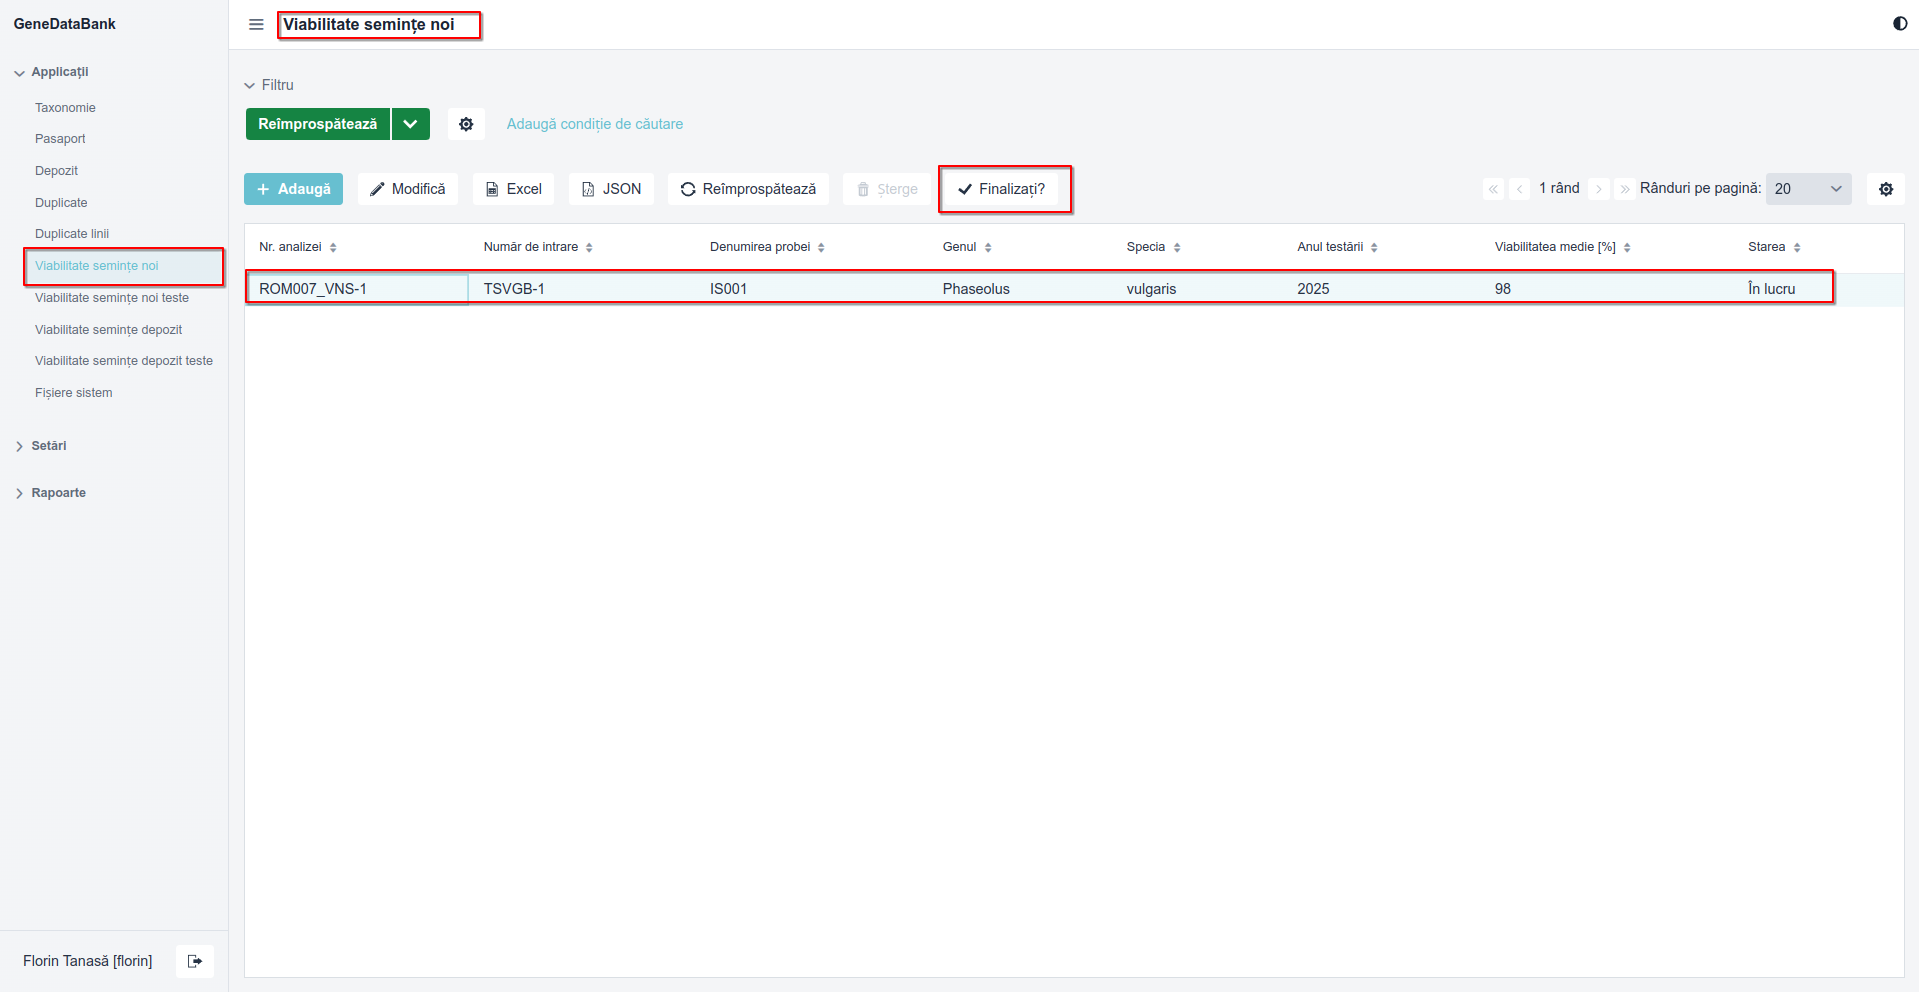 GeneDataBank
Applicații
Taxonomie
Pasaport
Depozit
Duplicate
Duplicate linii
Viabilitate semințe noi
Viabilitate semințe noi teste
Viabilitate semințe depozit
Viabilitate semințe depozit teste
Fișiere sistem
Setări
Rapoarte
Florin Tanasă [florin]
Viabilitate semințe noi
Filtru
Reîmprospătează
Adaugă condiție de căutare
Adaugă Modifică Excel JSON Reîmprospătează Șterge Finalizați? 1 rând Rânduri pe pagină: 20
Nr. analizei Număr de intrare Denumirea probei Genul Specia Anul testării Viabilitatea medie [%] Starea
ROM007_VNS-1 TSVGB-1 IS001 Phaseolus vulgaris 2025 98 În lucru